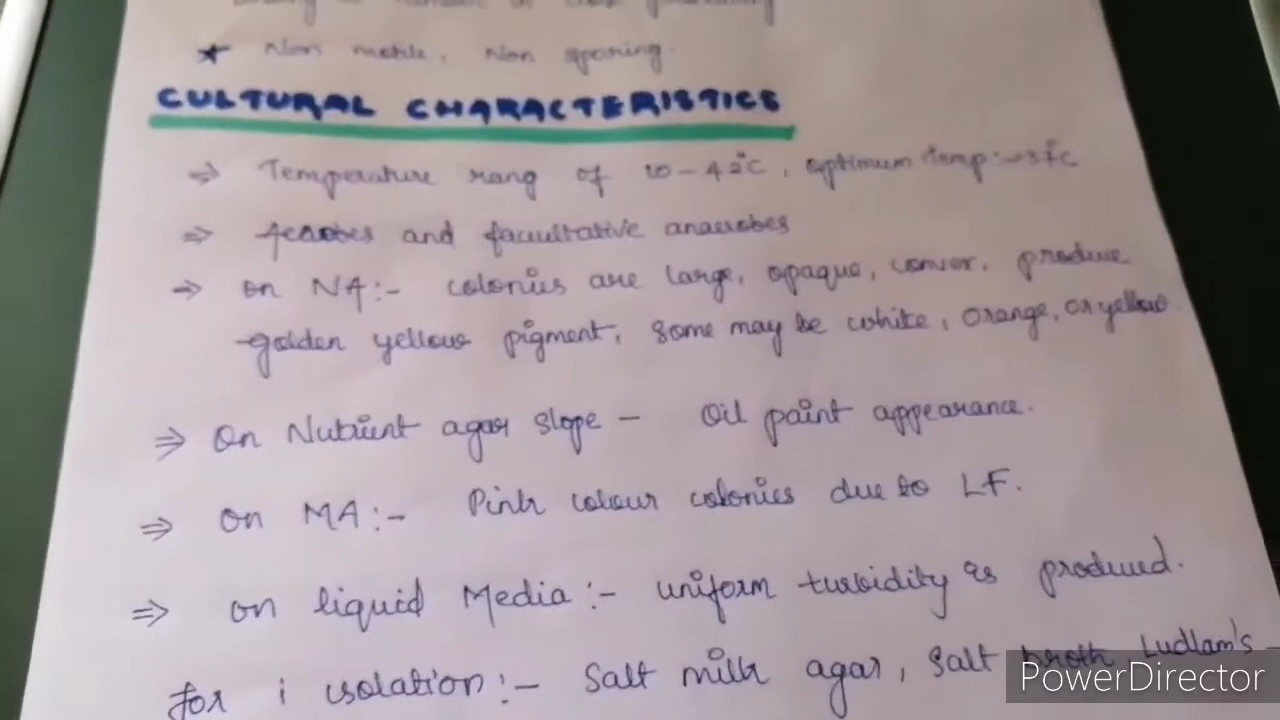 ★ Non motile, Non sporing.
CULTURAL CHARACTERISTICS
⇒ Temperature rang of 10-42°C, optimum Temp:-37°C
⇒ Aerobes and facultative anaerobes
⇒ on NA:- colonies are large, opaque, convex, produce
golden yellow pigment, some may be white, orange, or yellow.
⇒ On Nutrient agar slope - Oil paint appearance.
⇒ On MA:- Pink colour colonies due to LF.
⇒ on liquid Media:- uniform turbidity is produced.
for i isolation:- Salt milk agar, Salt broth, Ludlam's
PowerDirector